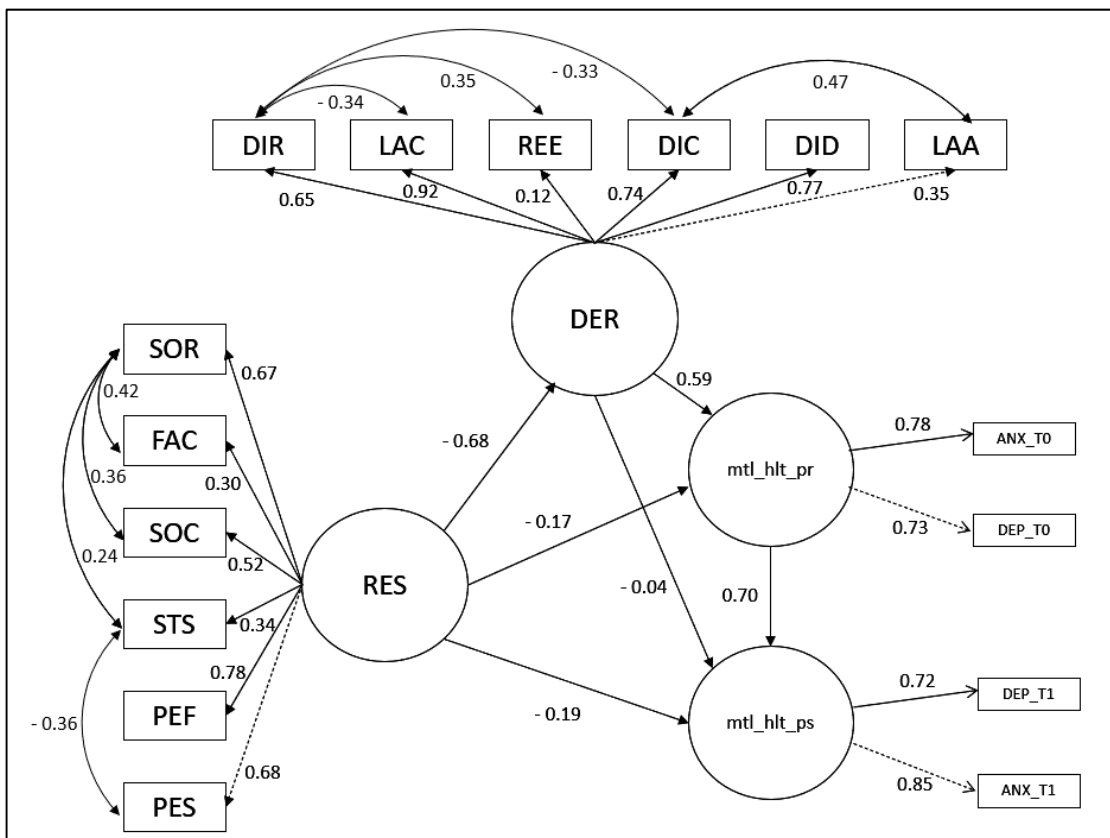 - 0.33
0.35
0.47
- 0.34
DIR
LAC
REE
DIC
DID
LAA
0.65
0.92
0.12
0.74
0.77
0.35
DER
SOR
0.67
0.42
0.59
FAC
- 0.68
0.78
ANX_T0
mtl_hlt_pr
0.36
0.30
SOC
- 0.17
0.73
DEP_T0
0.24
0.52
RES
- 0.04
0.70
STS
0.34
0.78
0.72
DEP_T1
PEF
- 0.36
- 0.19
mtl_hlt_ps
0.68
0.85
ANX_T1
PES